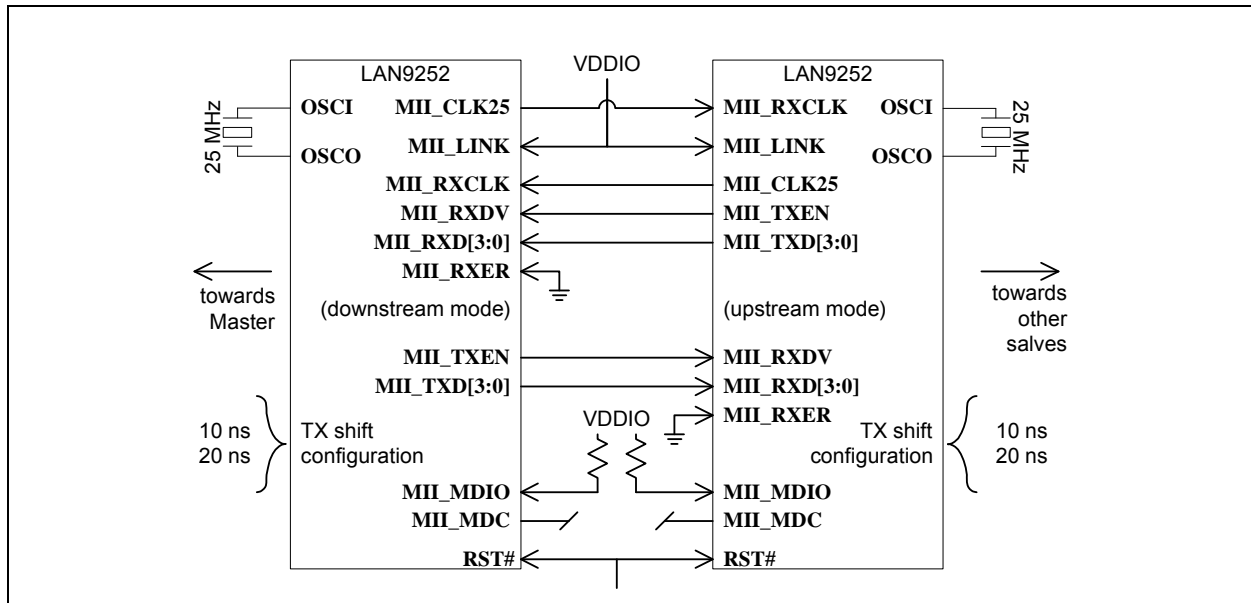 LAN9252
VDDIO
LAN9252
25 MHz
OSCI
OSCO
MII_CLK25
MII_LINK
MII_RXCLK
MII_RXDV
MII_RXD[3:0]
MII_RXER
towards
Master
(downstream mode)
MII_TXEN
MII_TXD[3:0]
10 ns
20 ns
TX shift
configuration
MII_MDIO
MII_MDC
RST#
VDDIO
MII_RXCLK
MII_LINK
MII_CLK25
MII_TXEN
MII_TXD[3:0]
OSCI
OSCO
25 MHz
(upstream mode)
towards
other
salves
MII_RXDV
MII_RXD[3:0]
MII_RXER
TX shift
configuration
10 ns
20 ns
MII_MDIO
MII_MDC
RST#